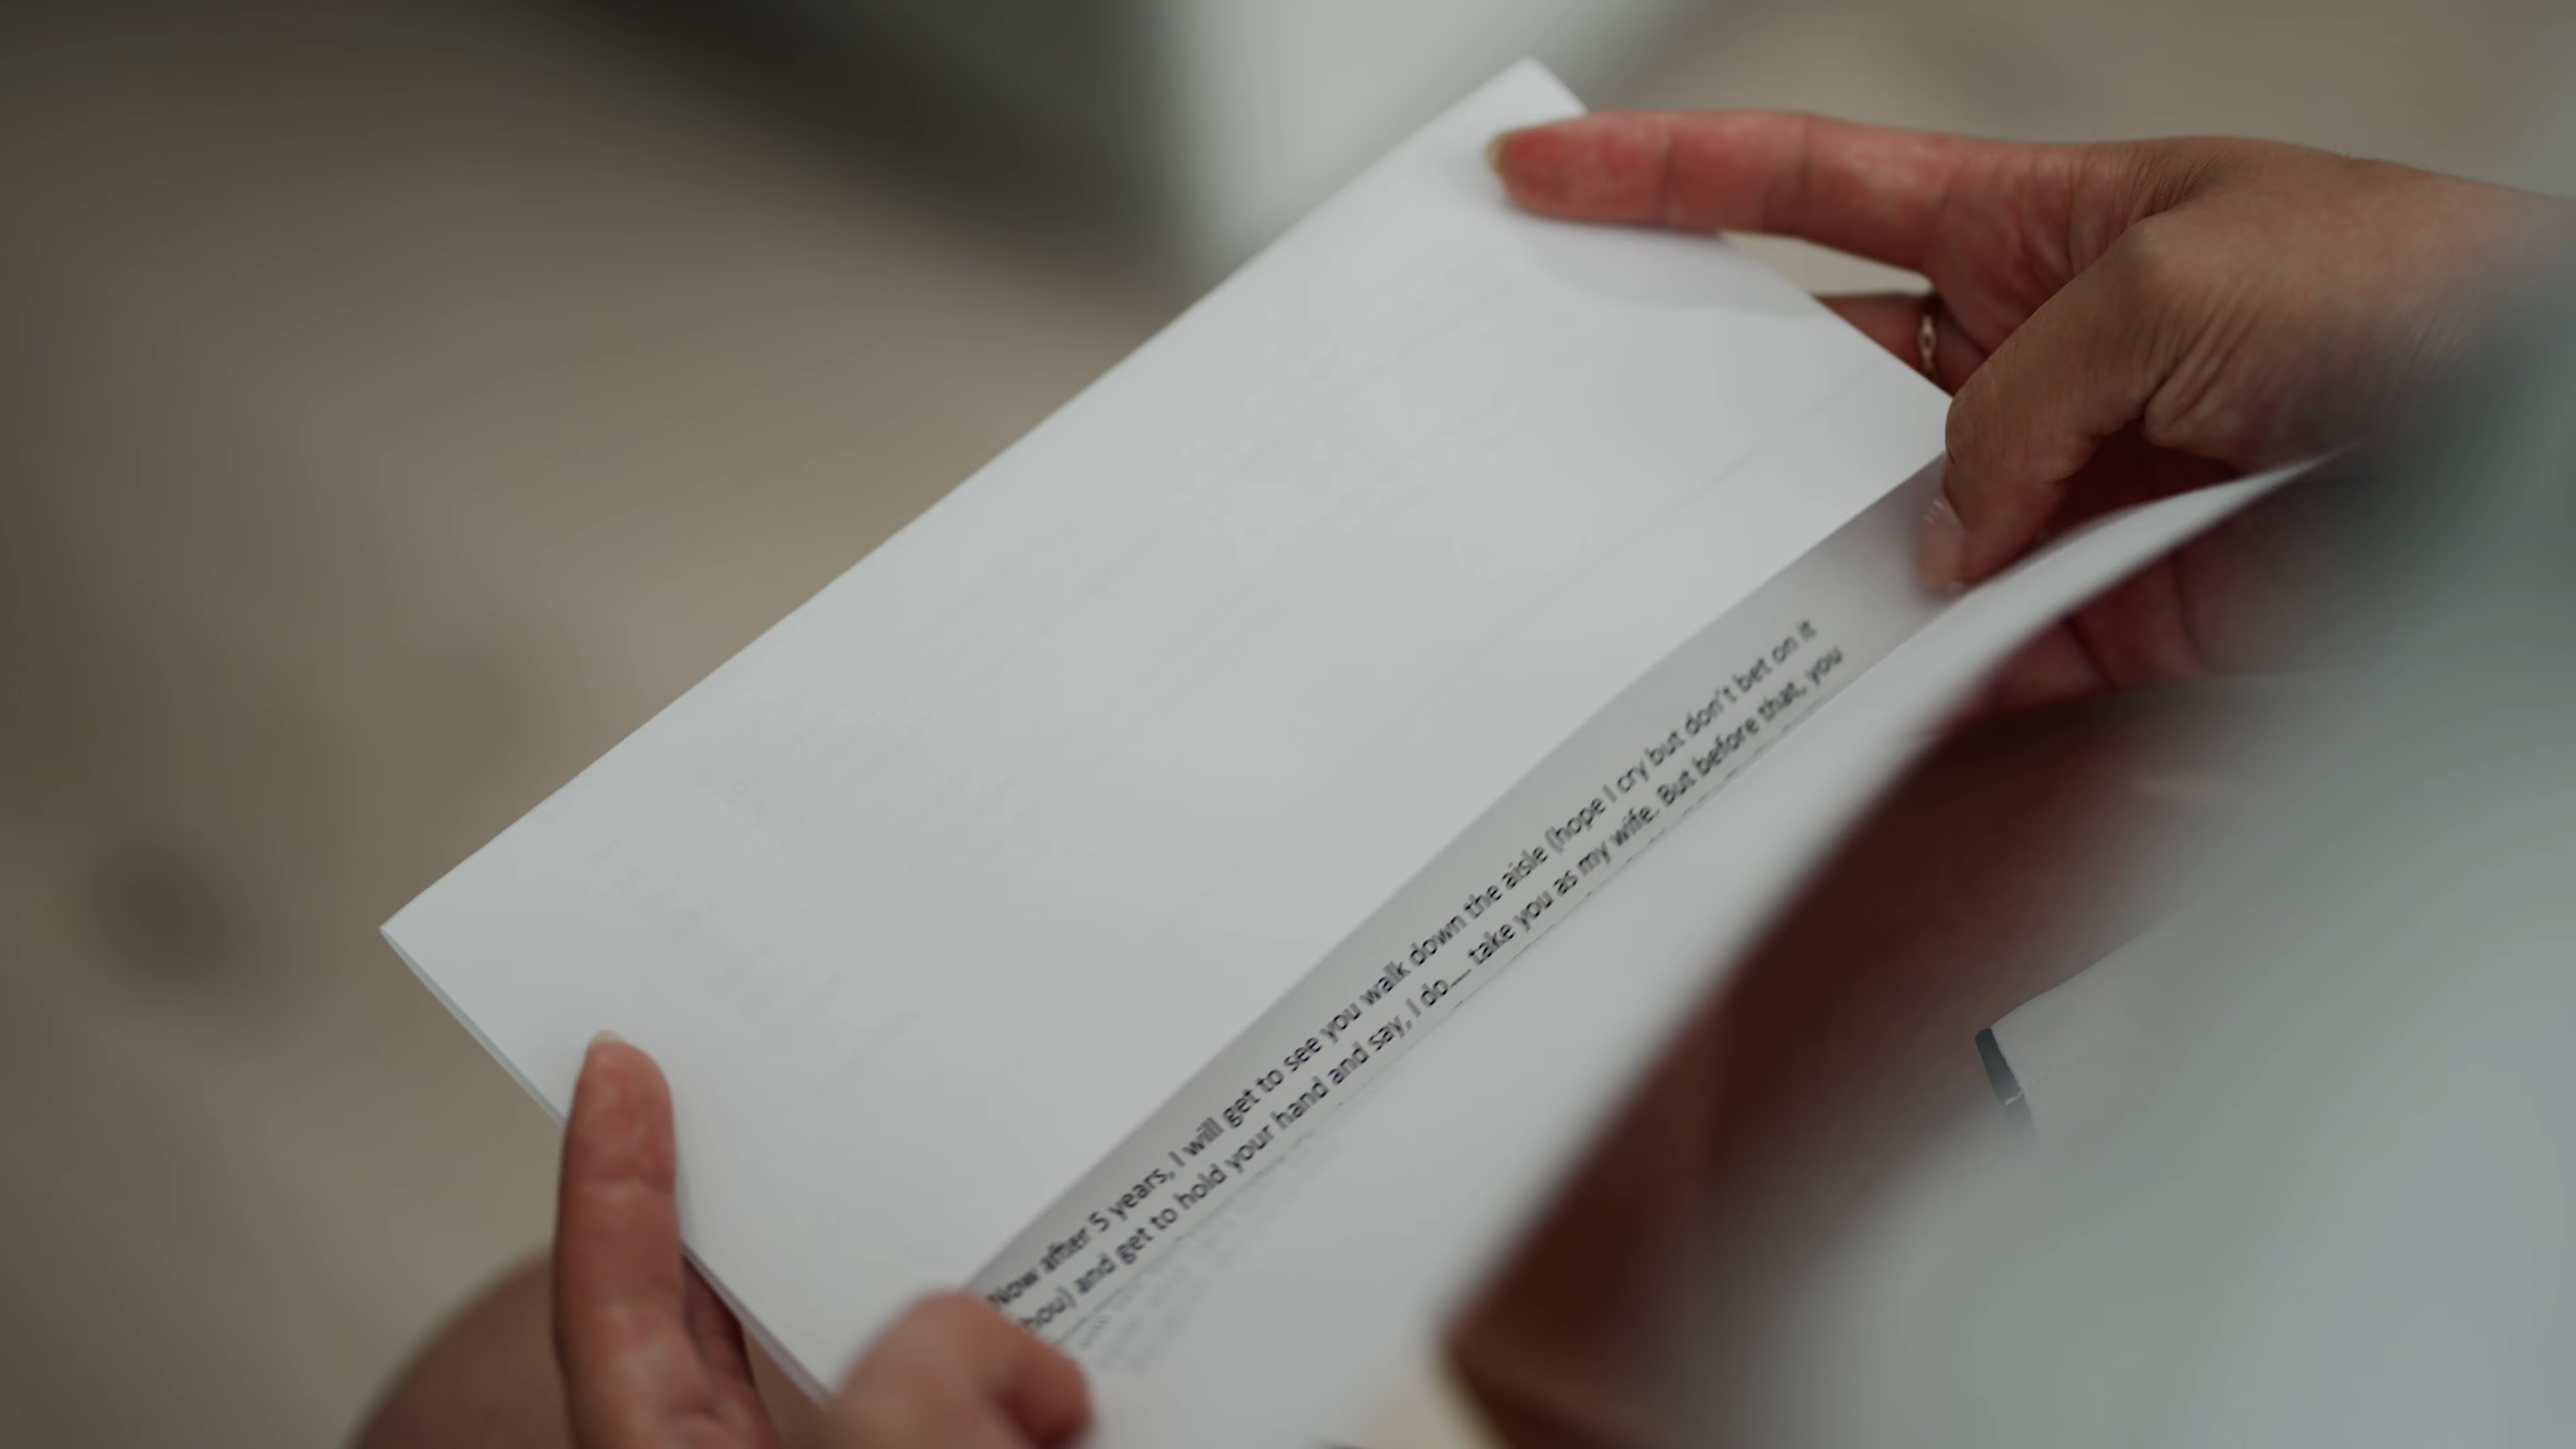 Now after 5 years, I will get to see you walk down the aisle (hope I cry but don't bet on it
hou) and get to hold your hand and say, I do.... take you as my wife. But before that, you